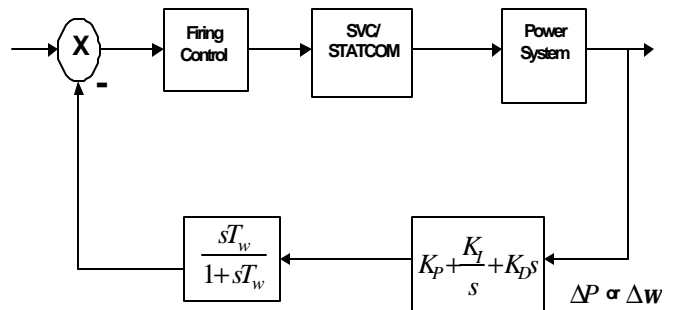 X
Firing
Control
SVC/
STATCOM
Power
System
-
sT_w / (1+sT_w)
K_P + K_I/s + K_D s
ΔP or Δw